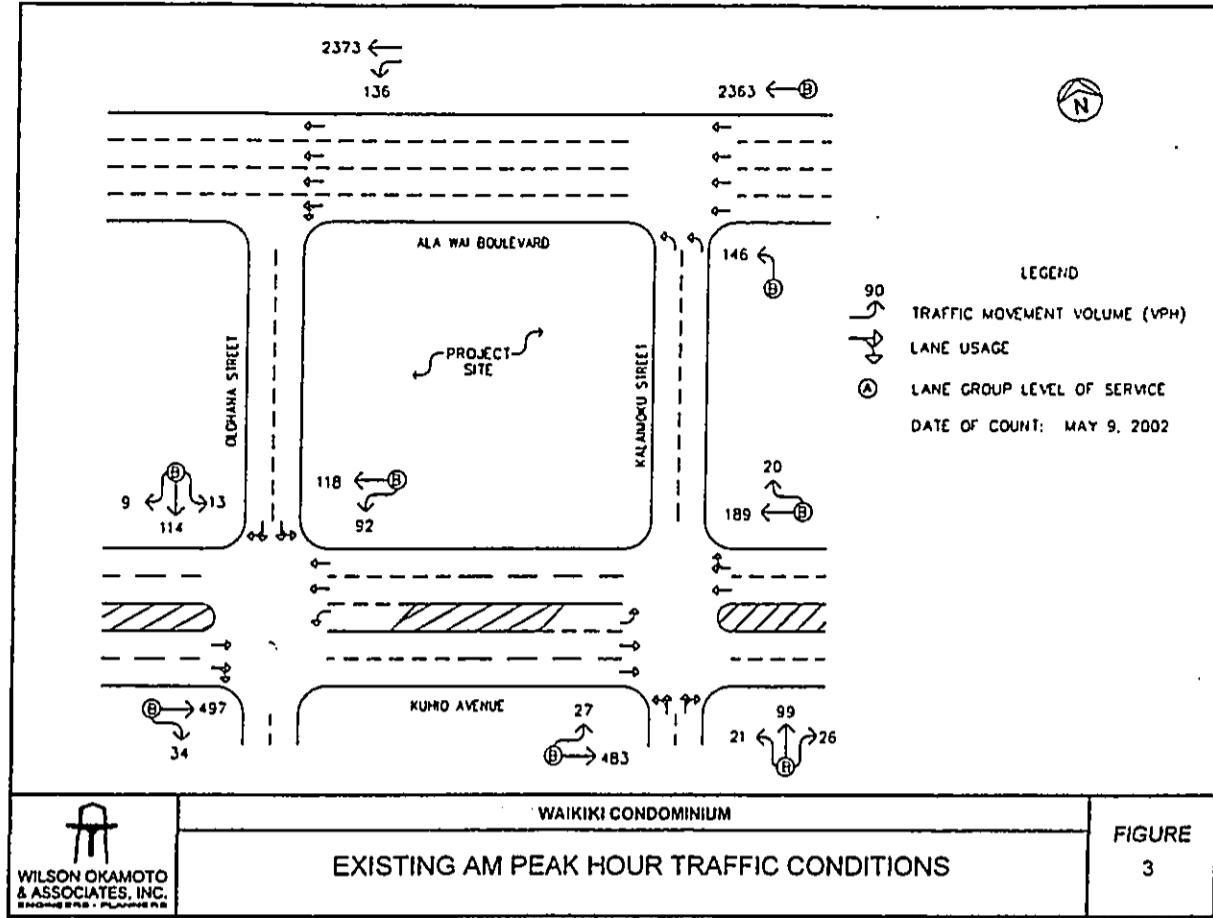 2373
136
2363 B
N
ALA WAI BOULEVARD
146
B
LEGEND
90
TRAFFIC MOVEMENT VOLUME (VPH)
LANE USAGE
A LANE GROUP LEVEL OF SERVICE
DATE OF COUNT: MAY 9, 2002
OLOHANA STREET
PROJECT
SITE
KALAIMOKU STREET
B
9 13
114
118 B
92
20
189 B
B 497
34
KUHIO AVENUE
27
B 483
99
21 26
B
WAIKIKI CONDOMINIUM
EXISTING AM PEAK HOUR TRAFFIC CONDITIONS
FIGURE
3
WILSON OKAMOTO
& ASSOCIATES, INC.
ENGINEERS - PLANNERS